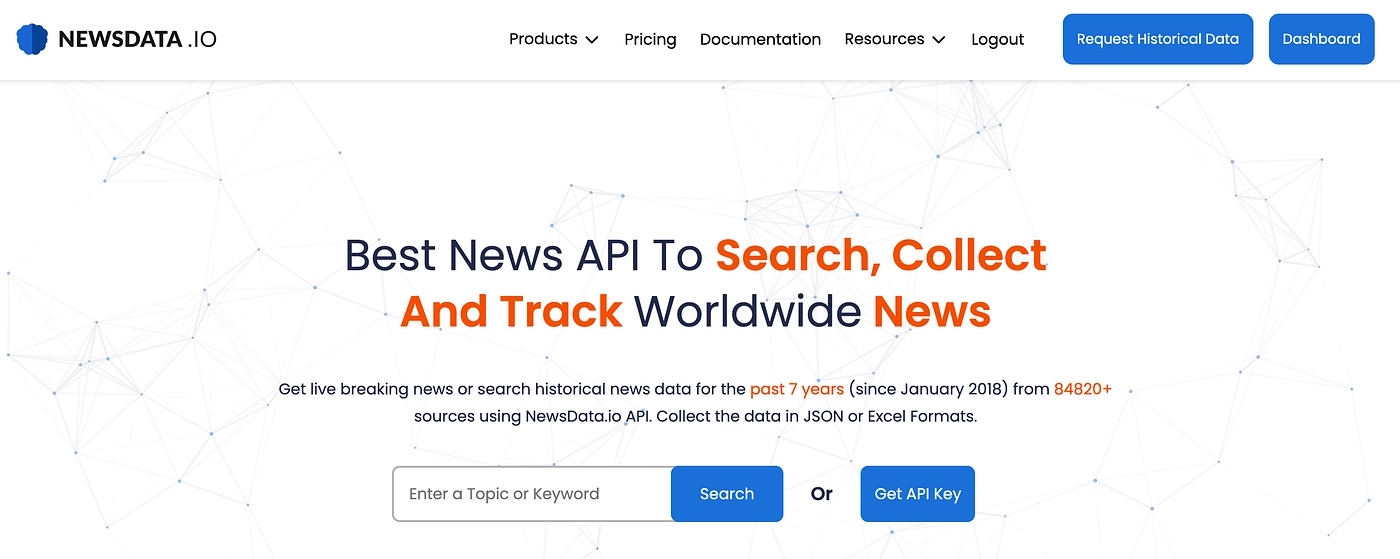 NEWSDATA .IO
Products
Pricing
Documentation
Resources
Logout
Request Historical Data
Dashboard
Best News API To Search, Collect
And Track Worldwide News
Get live breaking news or search historical news data for the past 7 years (since January 2018) from 84820+
sources using NewsData.io API. Collect the data in JSON or Excel Formats.
Enter a Topic or Keyword
Search
Or
Get API Key